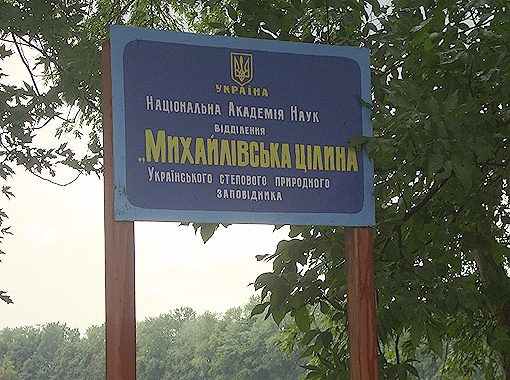 УКРАЇНА
НАЦІОНАЛЬНА АКАДЕМІЯ НАУК
ВІДДІЛЕННЯ
„МИХАЙЛІВСЬКА ЦІЛИНА
УКРАЇНСЬКОГО СТЕПОВОГО ПРИРОДНОГО
ЗАПОВІДНИКА